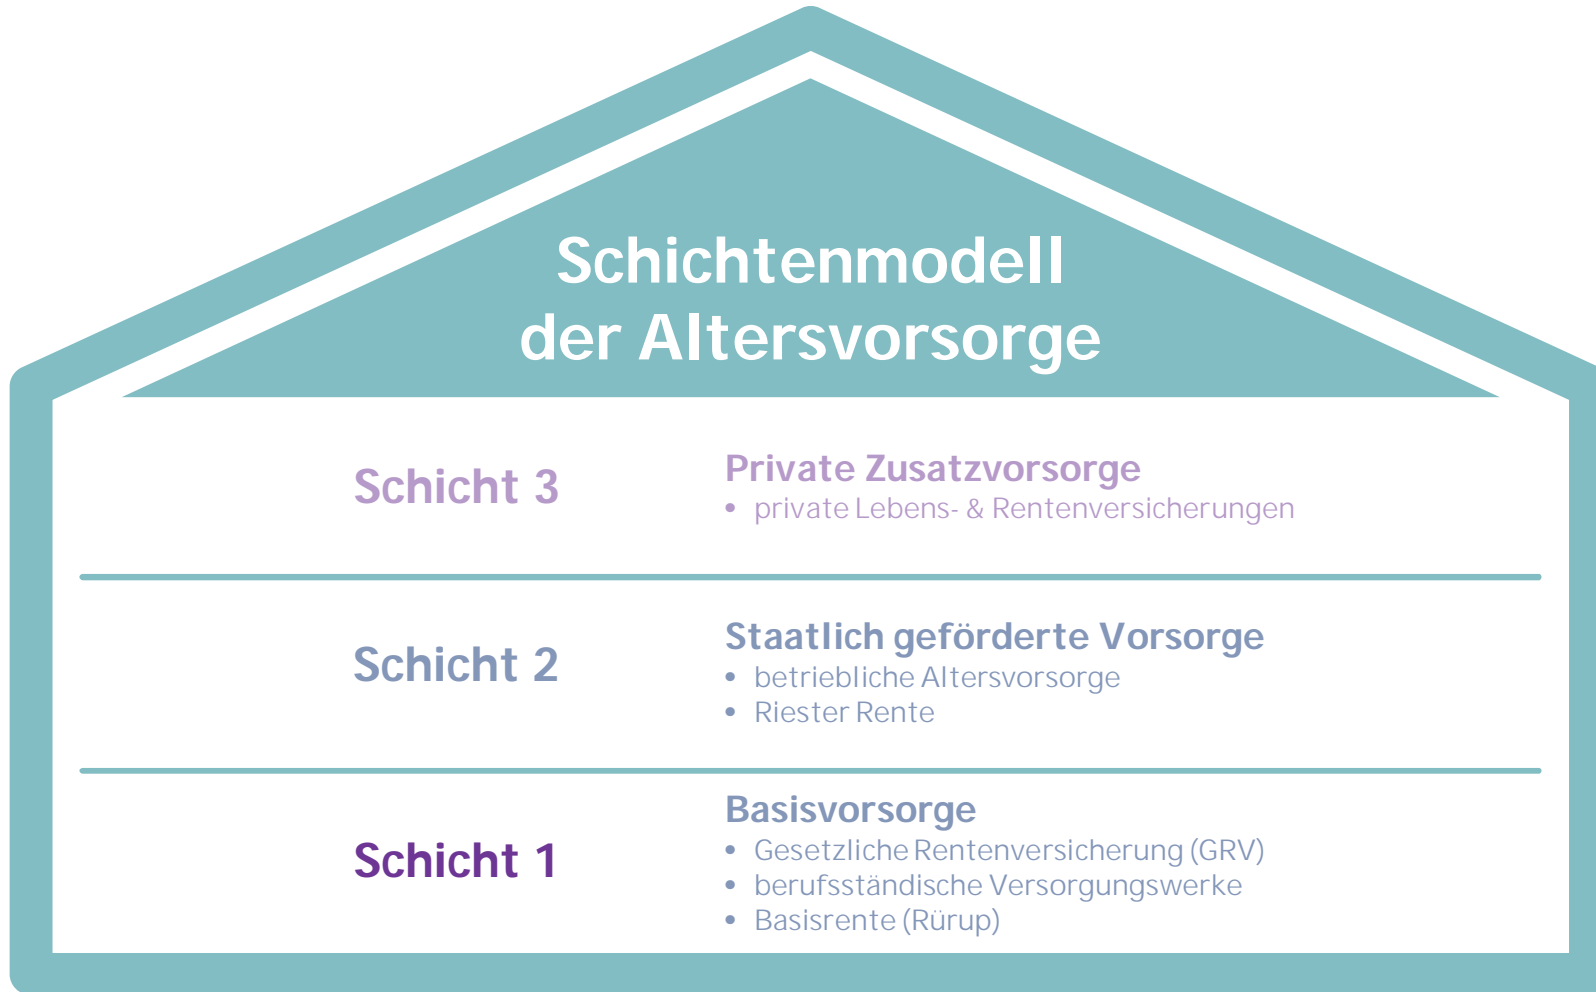 Schichtenmodell
der Altersvorsorge
Schicht 3
Private Zusatzvorsorge
• private Lebens- & Rentenversicherungen
Schicht 2
Staatlich geförderte Vorsorge
• betriebliche Altersvorsorge
• Riester Rente
Schicht 1
Basisvorsorge
• Gesetzliche Rentenversicherung (GRV)
• berufsständische Versorgungswerke
• Basisrente (Rürup)